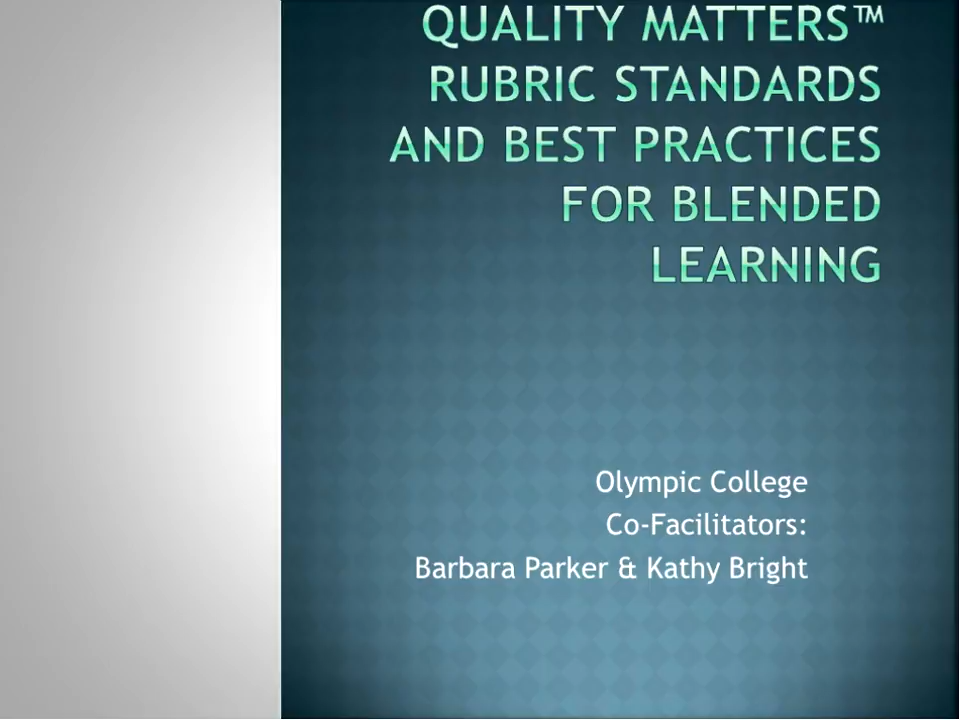 QUALITY MATTERS™
RUBRIC STANDARDS
AND BEST PRACTICES
FOR BLENDED
LEARNING
Olympic College
Co-Facilitators:
Barbara Parker & Kathy Bright